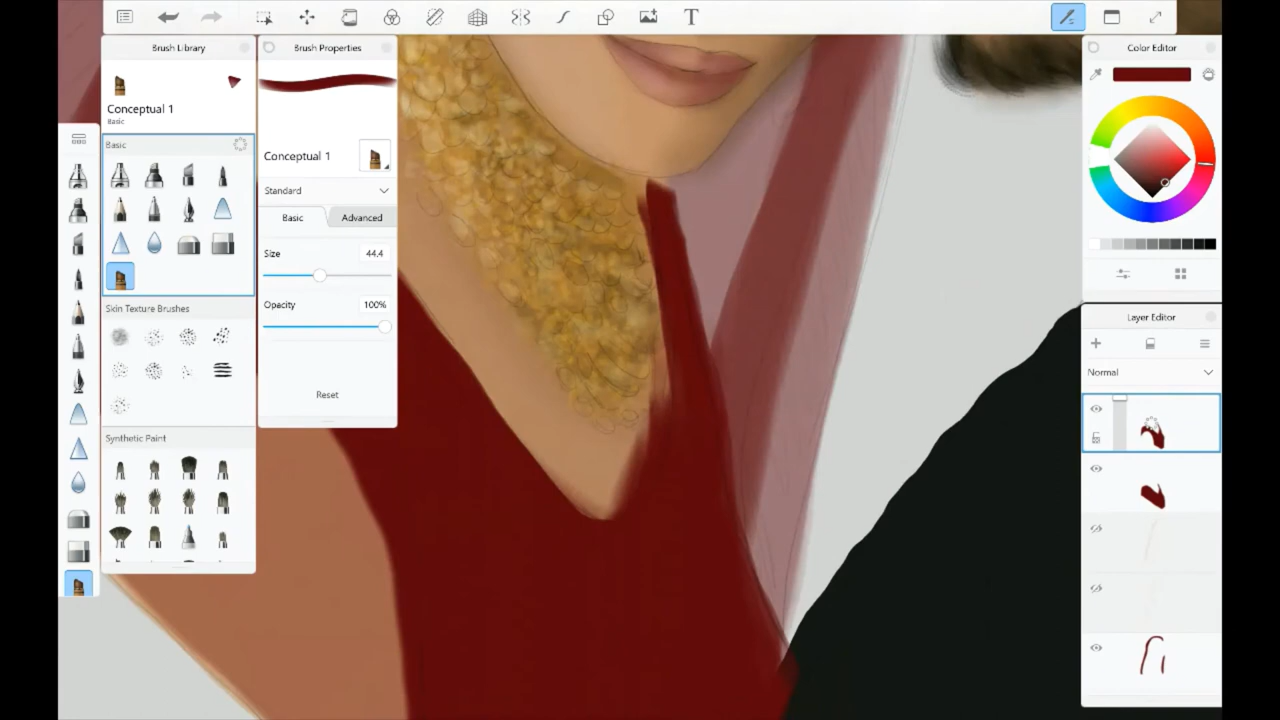 T
Brush Library
Conceptual 1
Basic
Basic
Skin Texture Brushes
Synthetic Paint
Brush Properties
Conceptual 1
Standard
Basic
Advanced
Size
44.4
Opacity
100%
Reset
Color Editor
Layer Editor
Normal